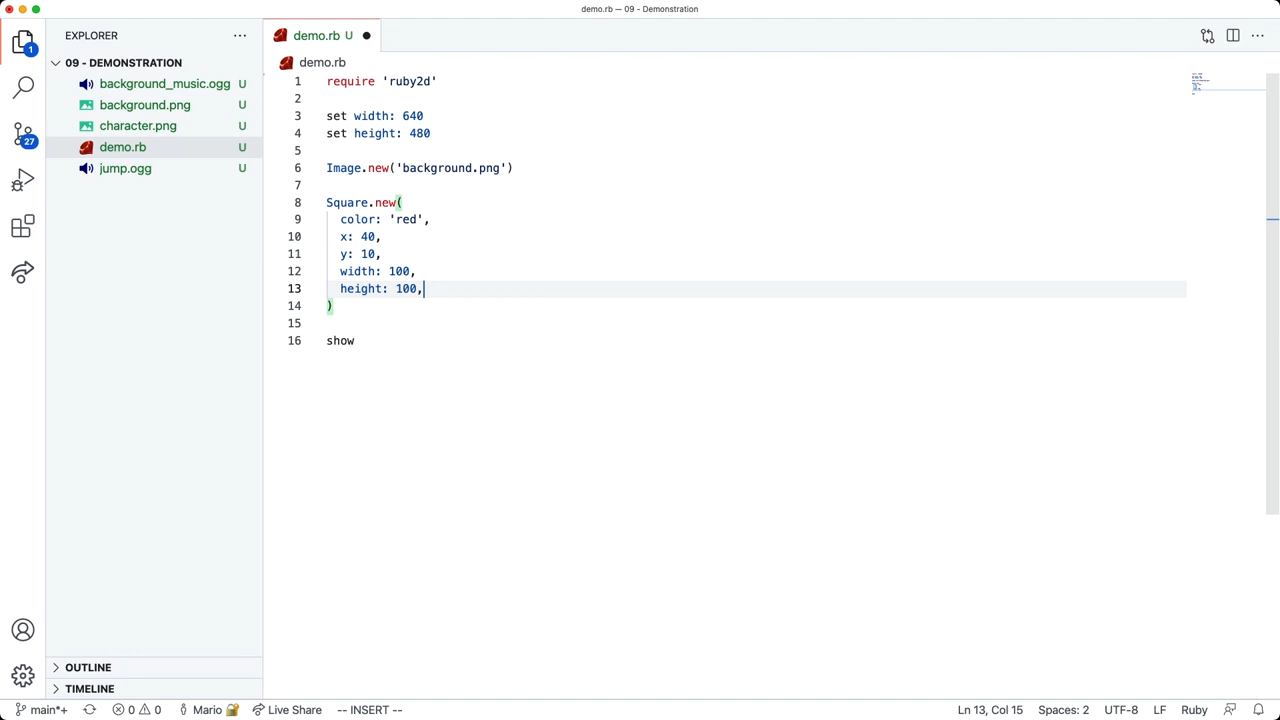 demo.rb — 09 - Demonstration
EXPLORER
demo.rb U
1
09 - DEMONSTRATION
demo.rb
background_music.ogg U
background.png U
character.png U
27
demo.rb U
jump.ogg U
1 require 'ruby2d'
2
3 set width: 640
4 set height: 480
5
6 Image.new('background.png')
7
8 Square.new(
9 color: 'red',
10 x: 40,
11 y: 10,
12 width: 100,
13 height: 100,
14 )
15
16 show
OUTLINE
TIMELINE
main*+ 0 0 Mario Live Share -- INSERT -- Ln 13, Col 15 Spaces: 2 UTF-8 LF Ruby